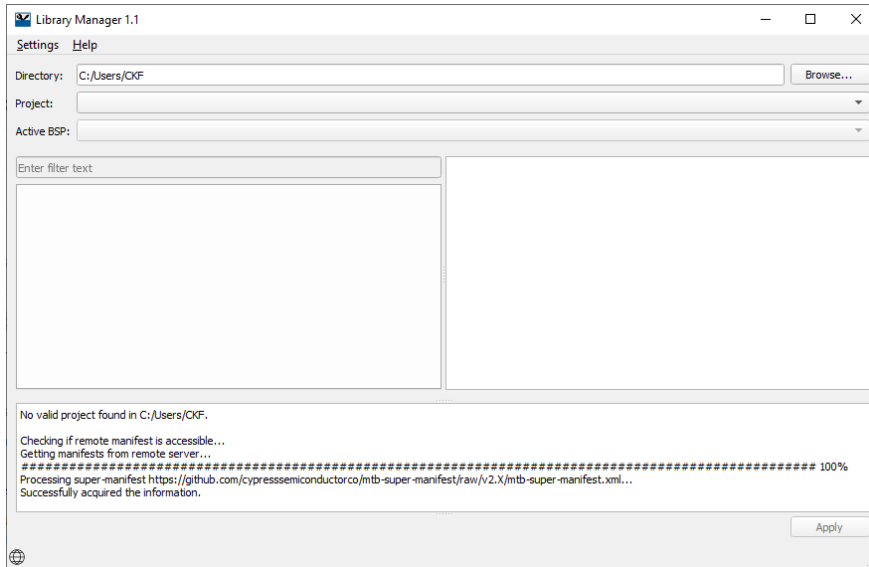 Library Manager 1.1
Settings Help
Directory: C:/Users/CKF Browse...
Project:
Active BSP:
Enter filter text
No valid project found in C:/Users/CKF.
Checking if remote manifest is accessible...
Getting manifests from remote server...
#################################################################################################### 100%
Processing super-manifest https://github.com/cypresssemiconductorco/mtb-super-manifest/raw/v2.X/mtb-super-manifest.xml...
Successfully acquired the information.
Apply